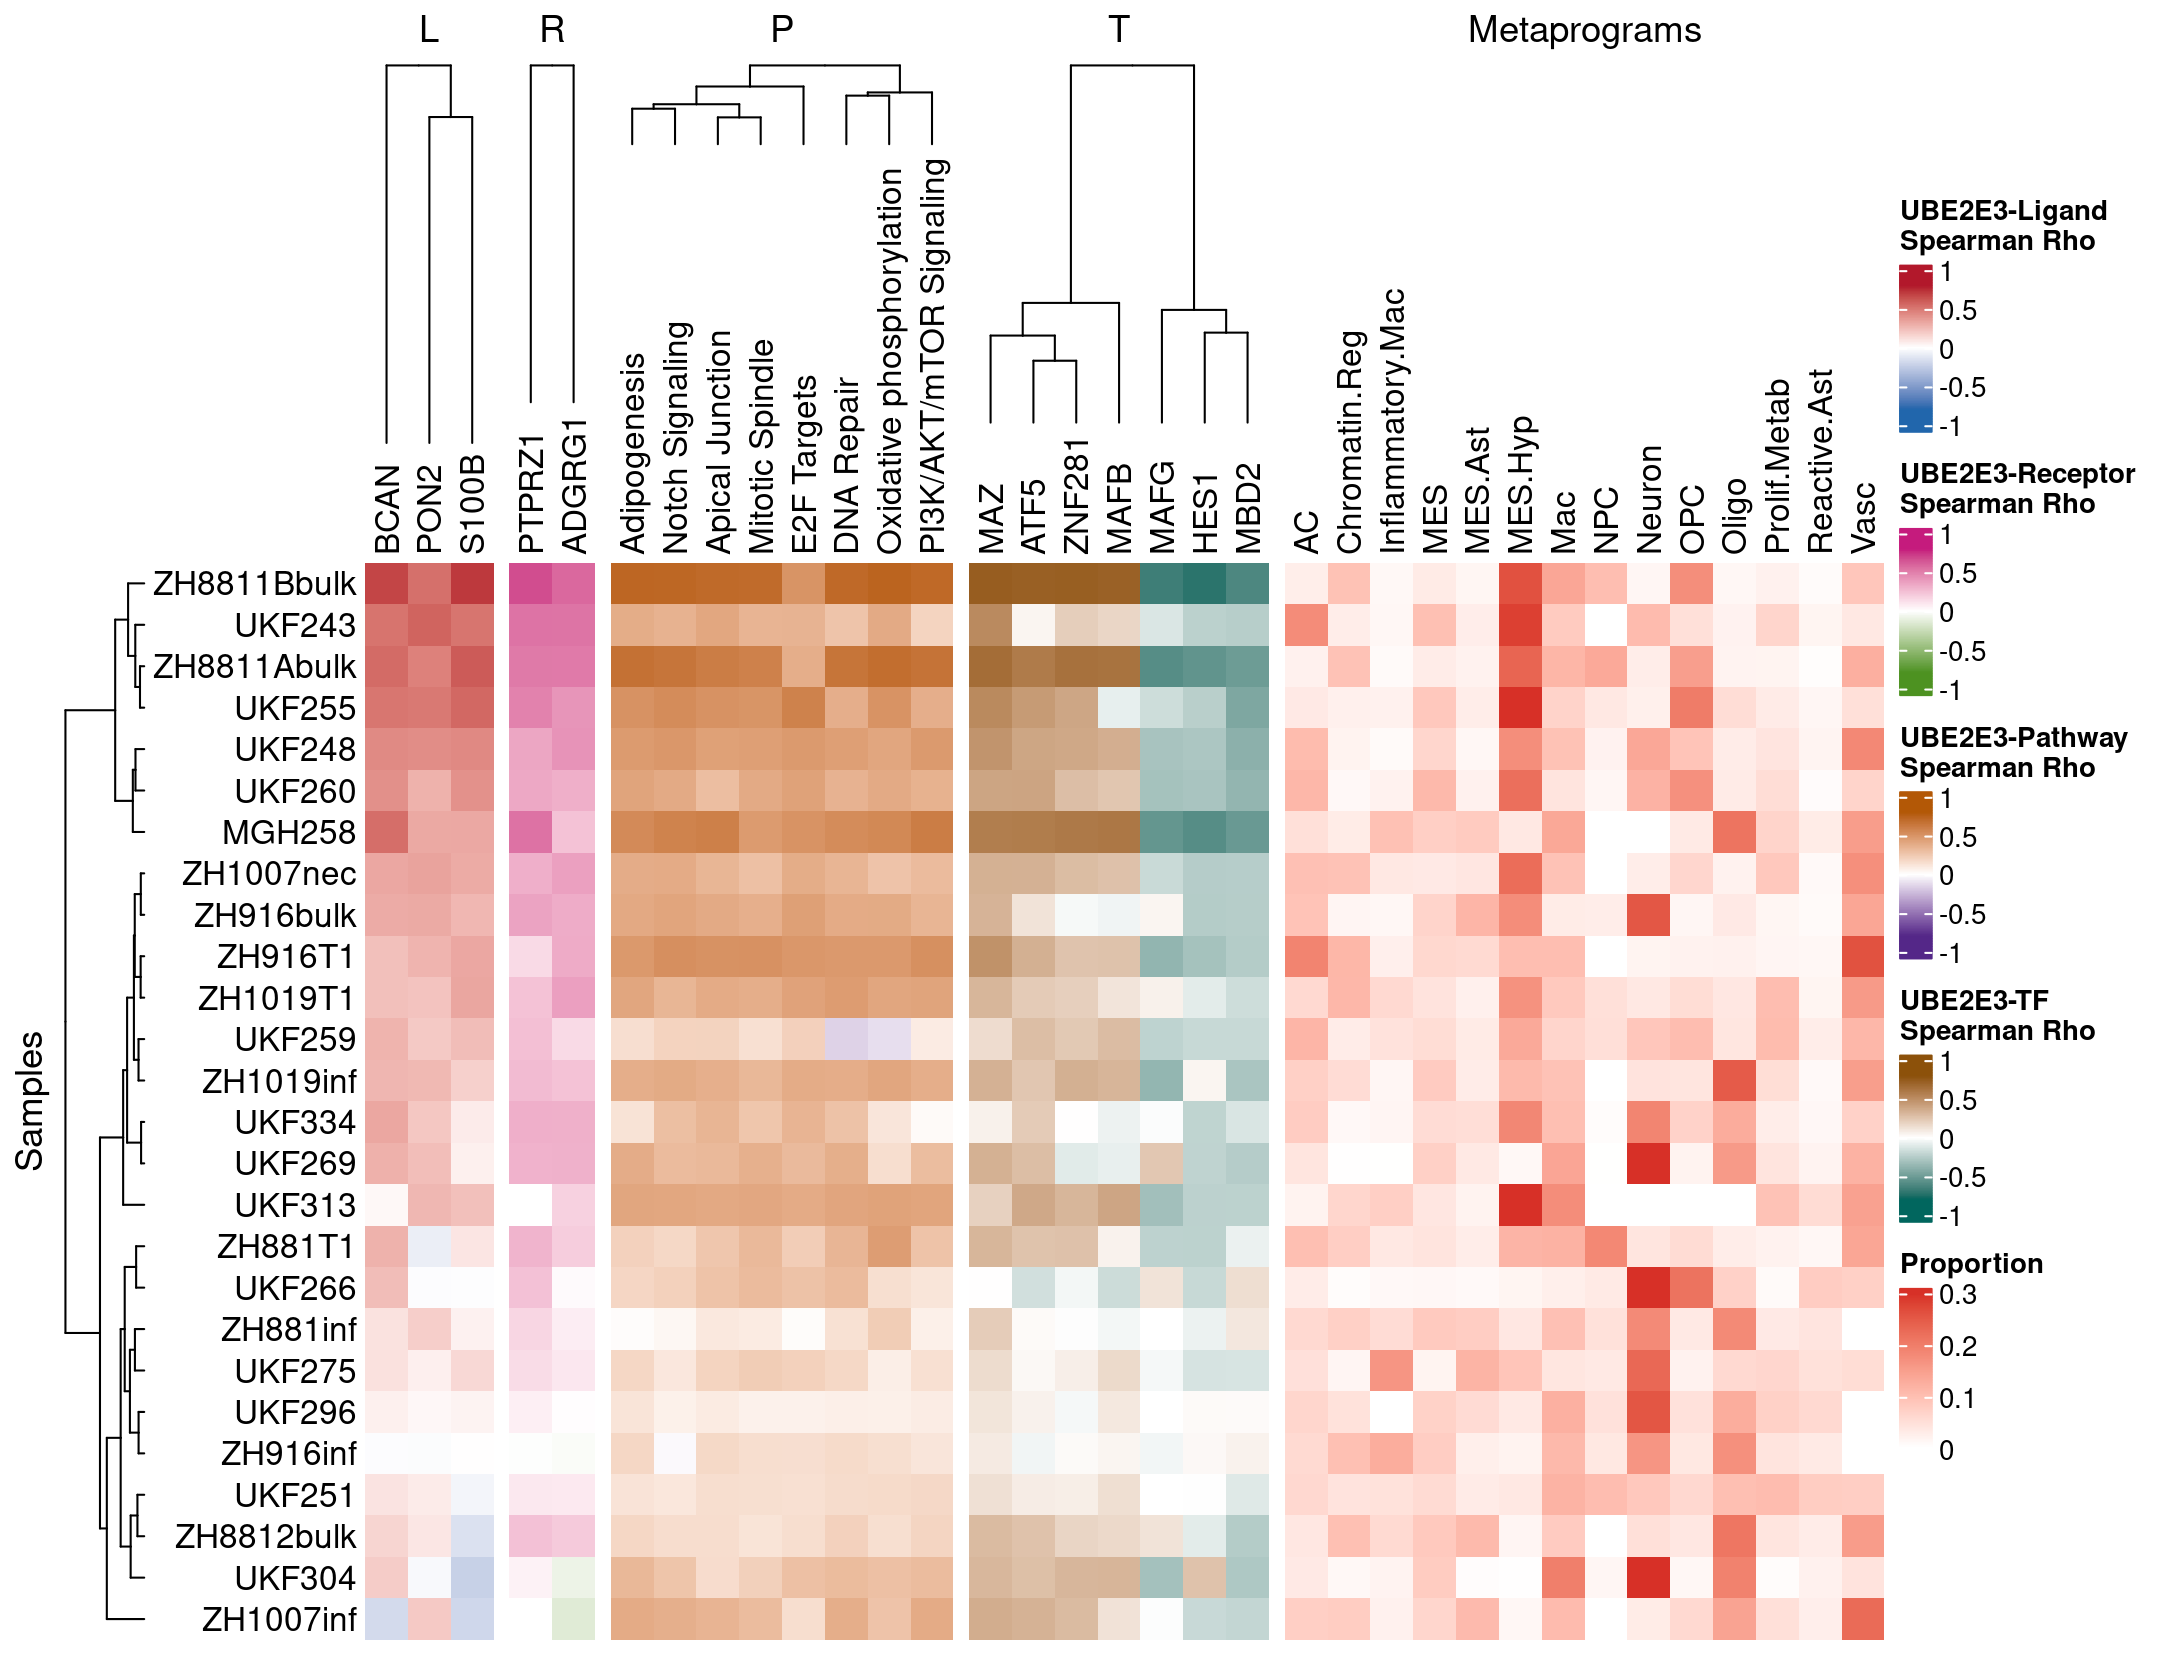 L R P T Metaprograms
BCAN
PON2
S100B
PTPRZ1
ADGRG1
Adipogenesis
Notch Signaling
Apical Junction
Mitotic Spindle
E2F Targets
DNA Repair
Oxidative phosphorylation
PI3K/AKT/mTOR Signaling
MAZ
ATF5
ZNF281
MAFB
MAFG
HES1
MBD2
AC
Chromatin.Reg
Inflammatory.Mac
MES
MES.Ast
MES.Hyp
Mac
NPC
Neuron
OPC
Oligo
Prolif.Metab
Reactive.Ast
Vasc
Samples
ZH8811Bbulk
UKF243
ZH8811Abulk
UKF255
UKF248
UKF260
MGH258
ZH1007nec
ZH916bulk
ZH916T1
ZH1019T1
UKF259
ZH1019inf
UKF334
UKF269
UKF313
ZH881T1
UKF266
ZH881inf
UKF275
UKF296
ZH916inf
UKF251
ZH8812bulk
UKF304
ZH1007inf
UBE2E3-Ligand
Spearman Rho
1
0.5
0
-0.5
-1
UBE2E3-Receptor
Spearman Rho
1
0.5
0
-0.5
-1
UBE2E3-Pathway
Spearman Rho
1
0.5
0
-0.5
-1
UBE2E3-TF
Spearman Rho
1
0.5
0
-0.5
-1
Proportion
0.3
0.2
0.1
0